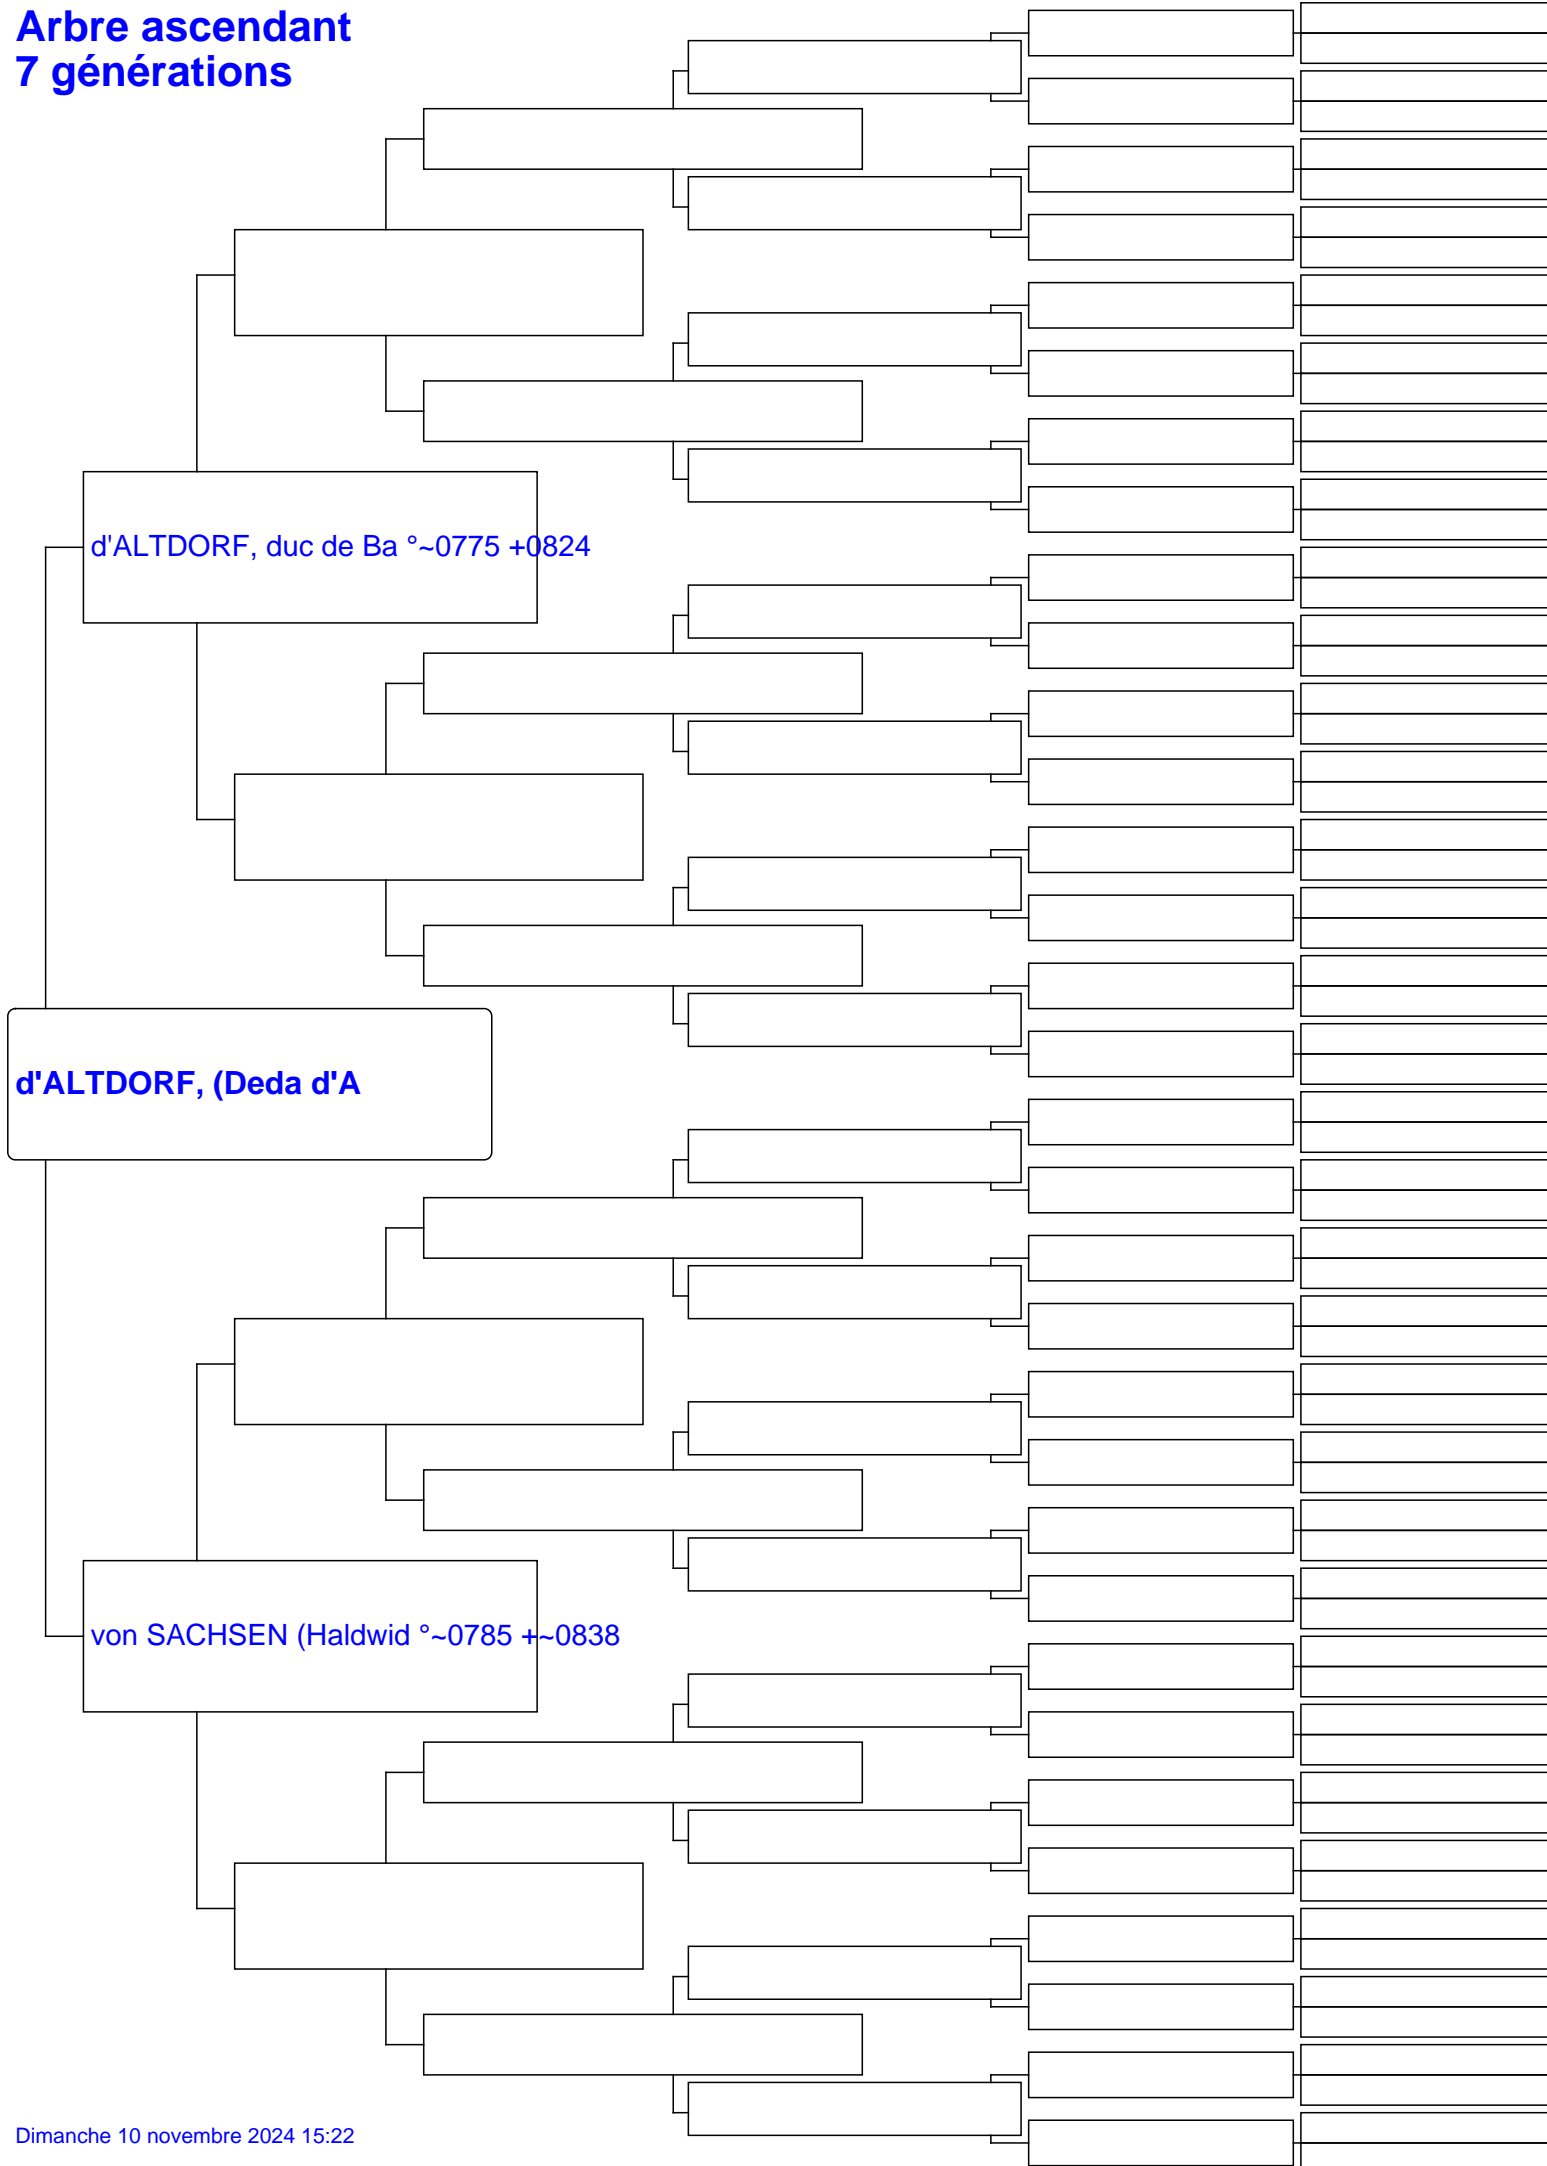 Arbre ascendant
7 générations
d'ALTDORF, duc de Ba °~0775 +0824
d'ALTDORF, (Deda d'A
von SACHSEN (Haldwid °~0785 +~0838
Dimanche 10 novembre 2024 15:22